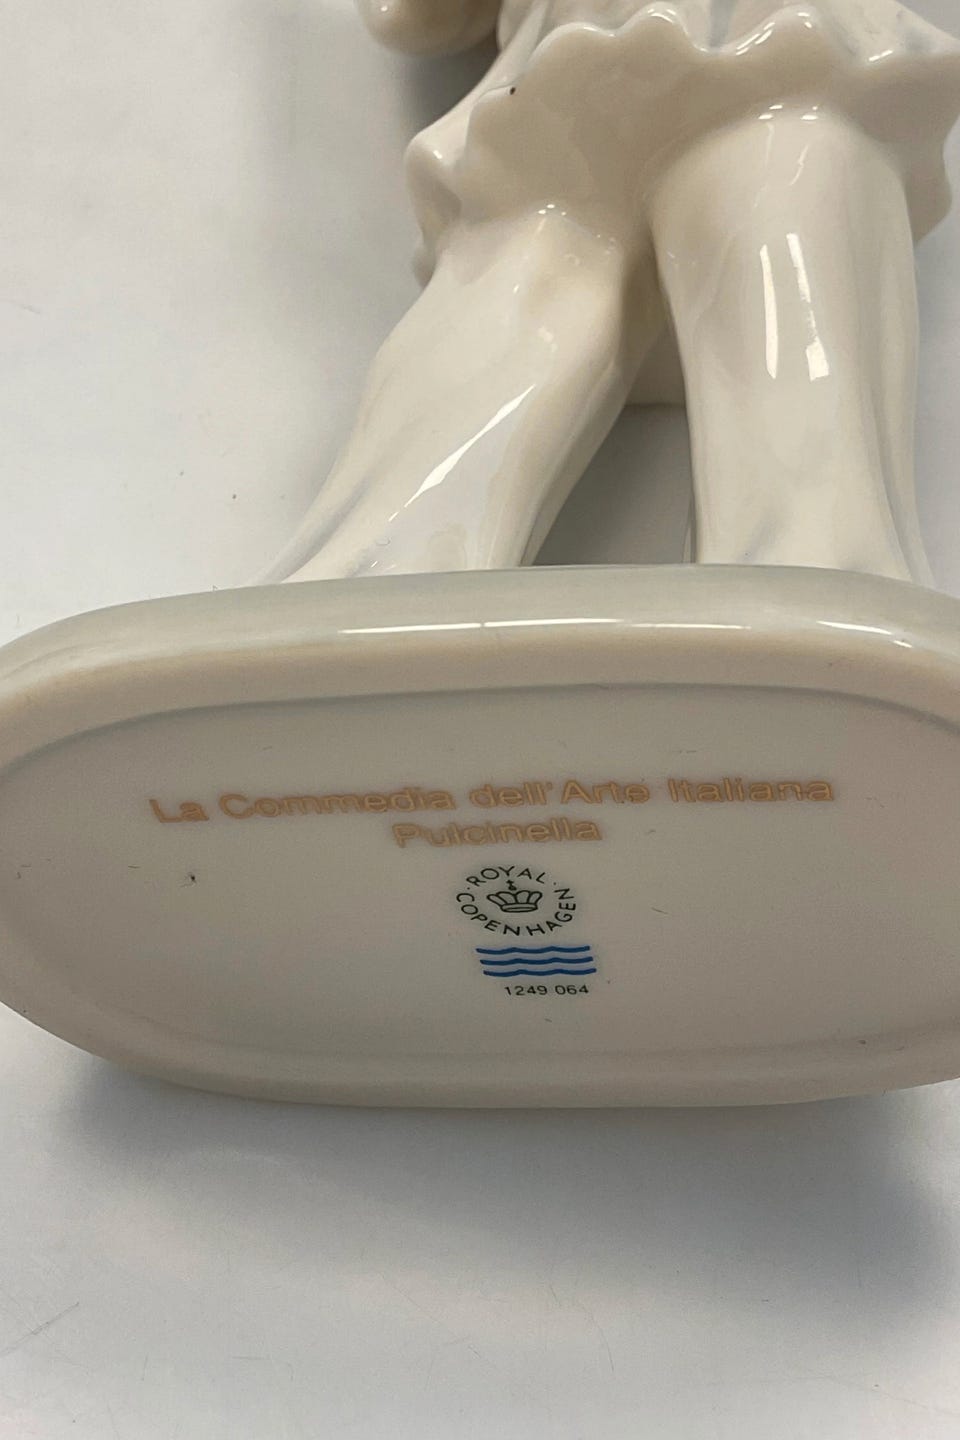 La Commedia dell'Arte Italiana
Pulcinella
ROYAL
COPENHAGEN
1249 064